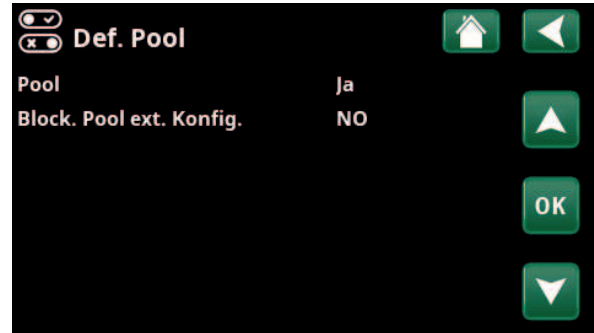 Def. Pool
Pool Ja
Block. Pool ext. Konfig. NO
OK